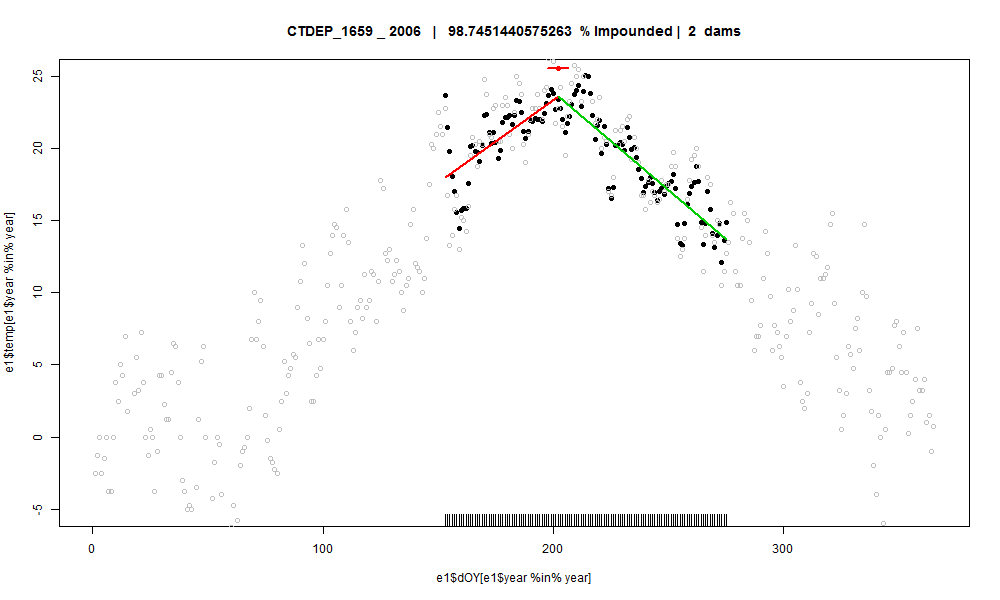 CTDEP_1659 _ 2006 | 98.7451440575263 % Impounded | 2 dams
25
20
15
10
5
0
-5
e1$temp[e1$year %in% year]
0 100 200 300
e1$dOY[e1$year %in% year]